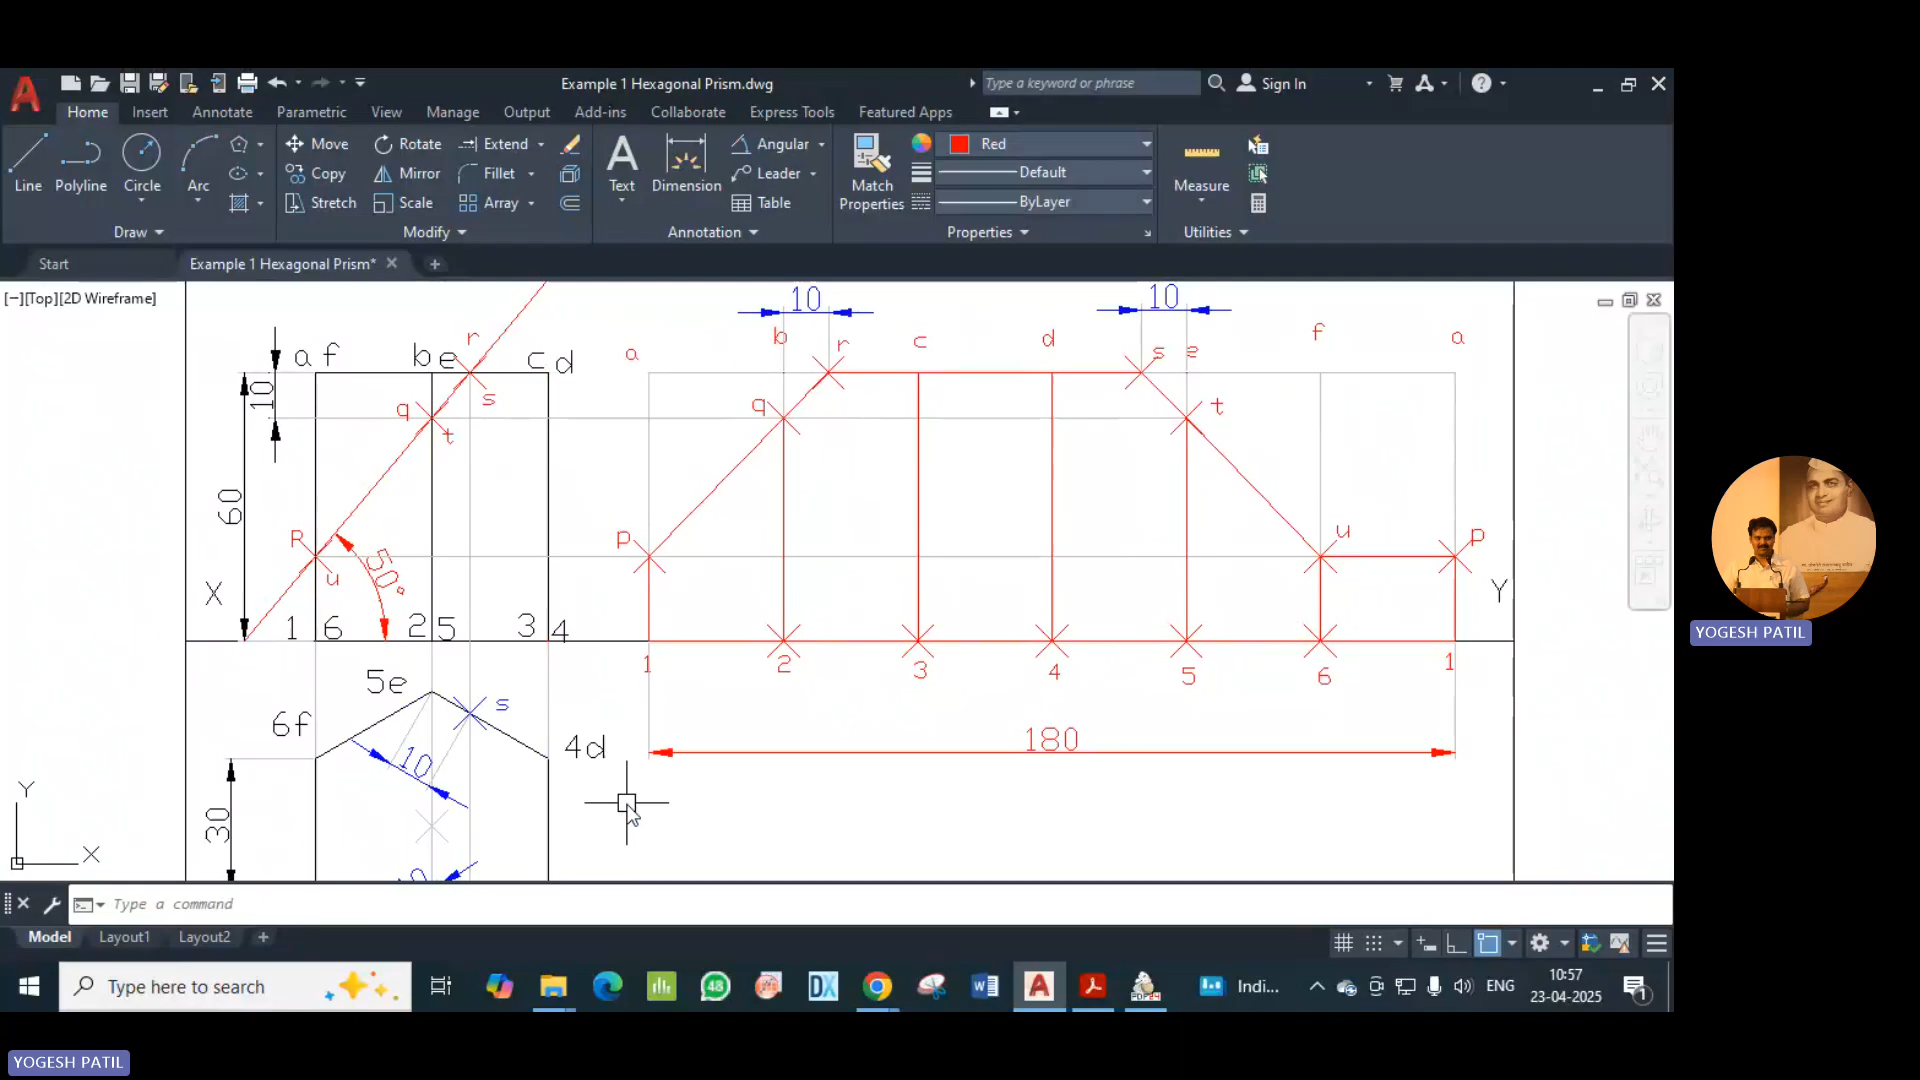 Example 1 Hexagonal Prism.dwg
Type a keyword or phrase
Sign In
Home Insert Annotate Parametric View Manage Output Add-ins Collaborate Express Tools Featured Apps
Line
Polyline
Circle
Arc
Move Rotate Extend
Copy Mirror Fillet
Stretch Scale Array
Text
Dimension
Angular
Leader
Table
Match
Properties
Red
Default
ByLayer
Measure
Draw Modify Annotation Properties Utilities
Start Example 1 Hexagonal Prism*
[−][Top][2D Wireframe]
10 10
r b r c d s e f a
a f b e c d a
10
q s q t
t
60
R u p u p
50°
X Y
1 6 2 5 3 4
1 2 3 4 5 6 1
5e s
6f 4d
10
180
30
Y
X
10
Type a command
Model Layout1 Layout2
Type here to search
48
DX
PDF24
Indi...
ENG
10:57
23-04-2025
1
YOGESH PATIL
YOGESH PATIL